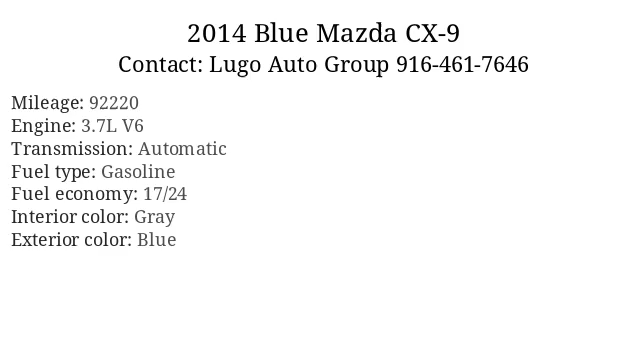 2014 Blue Mazda CX-9
Contact: Lugo Auto Group 916-461-7646
Mileage: 92220
Engine: 3.7L V6
Transmission: Automatic
Fuel type: Gasoline
Fuel economy: 17/24
Interior color: Gray
Exterior color: Blue